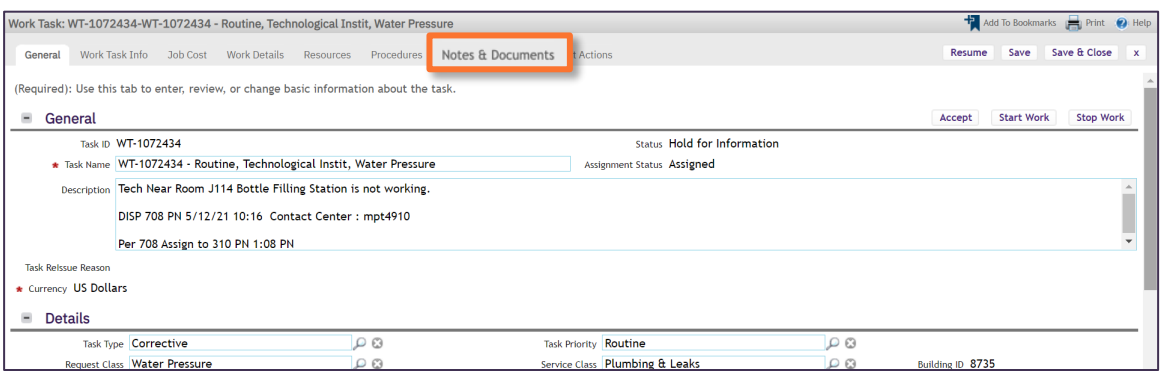 Work Task: WT-1072434-WT-1072434 - Routine, Technological Instit, Water Pressure Add To Bookmarks Print Help
General Work Task Info Job Cost Work Details Resources Procedures Notes & Documents t Actions Resume Save Save & Close x
(Required): Use this tab to enter, review, or change basic information about the task.
General Accept Start Work Stop Work
Task ID WT-1072434 Status Hold for Information
* Task Name WT-1072434 - Routine, Technological Instit, Water Pressure Assignment Status Assigned
Description Tech Near Room J114 Bottle Filling Station is not working.
DISP 708 PN 5/12/21 10:16 Contact Center : mpt4910
Per 708 Assign to 310 PN 1:08 PN
Task Reissue Reason
* Currency US Dollars
Details
Task Type Corrective Task Priority Routine
Request Class Water Pressure Service Class Plumbing & Leaks Building ID 8735